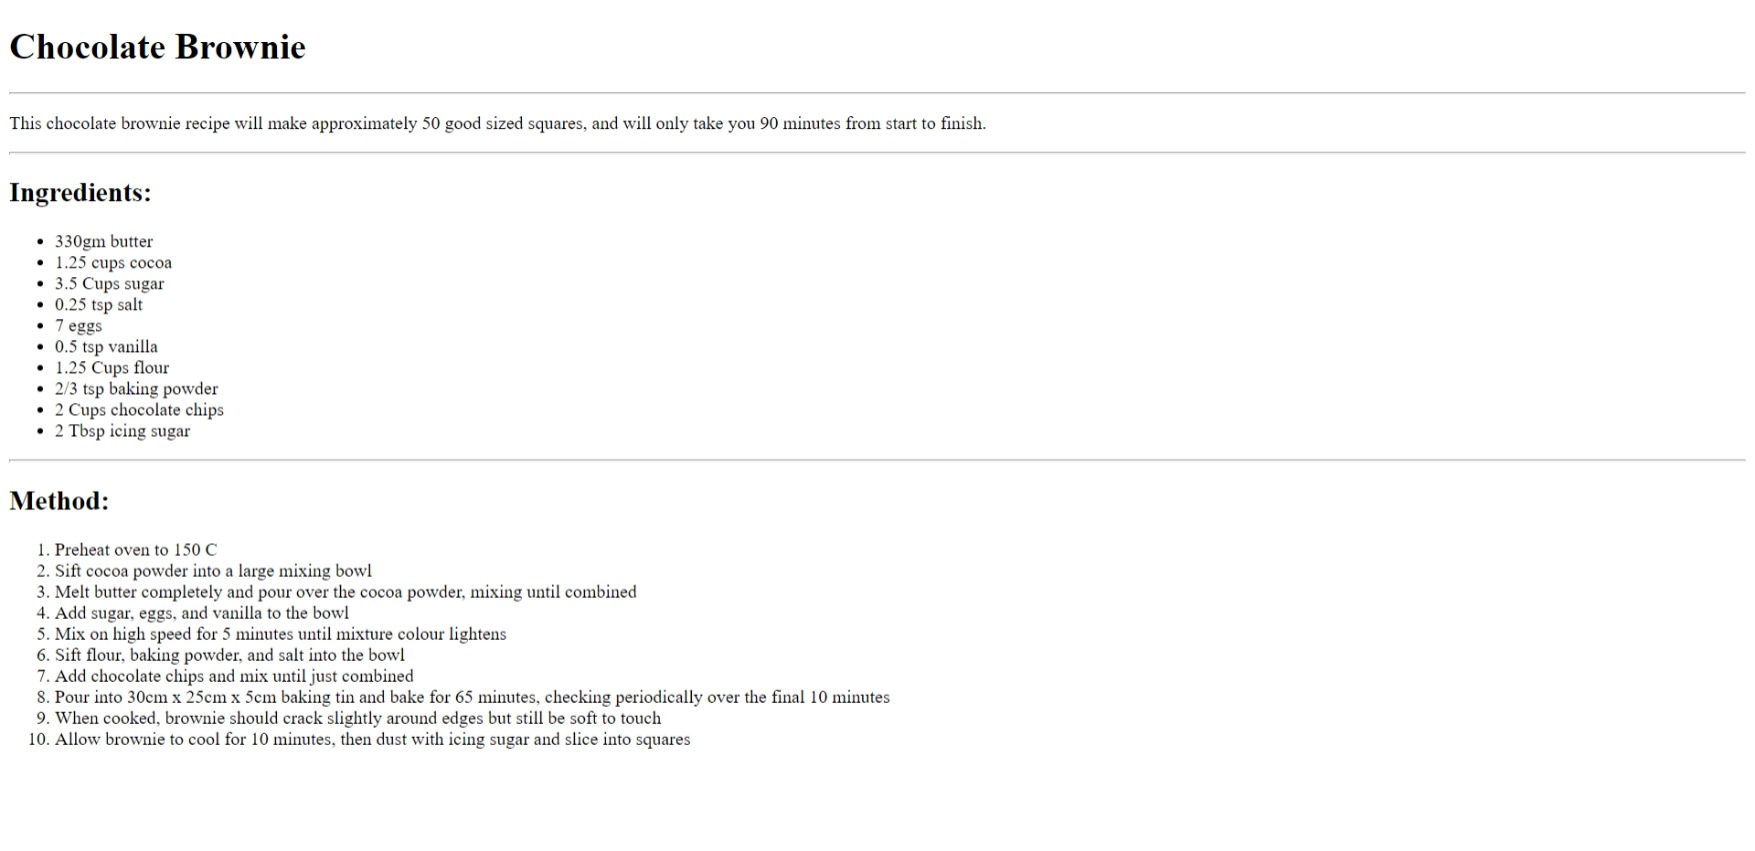 Chocolate Brownie
This chocolate brownie recipe will make approximately 50 good sized squares, and will only take you 90 minutes from start to finish.
Ingredients:
• 330gm butter
• 1.25 cups cocoa
• 3.5 Cups sugar
• 0.25 tsp salt
• 7 eggs
• 0.5 tsp vanilla
• 1.25 Cups flour
• 2/3 tsp baking powder
• 2 Cups chocolate chips
• 2 Tbsp icing sugar
Method:
1. Preheat oven to 150 C
2. Sift cocoa powder into a large mixing bowl
3. Melt butter completely and pour over the cocoa powder, mixing until combined
4. Add sugar, eggs, and vanilla to the bowl
5. Mix on high speed for 5 minutes until mixture colour lightens
6. Sift flour, baking powder, and salt into the bowl
7. Add chocolate chips and mix until just combined
8. Pour into 30cm x 25cm x 5cm baking tin and bake for 65 minutes, checking periodically over the final 10 minutes
9. When cooked, brownie should crack slightly around edges but still be soft to touch
10. Allow brownie to cool for 10 minutes, then dust with icing sugar and slice into squares